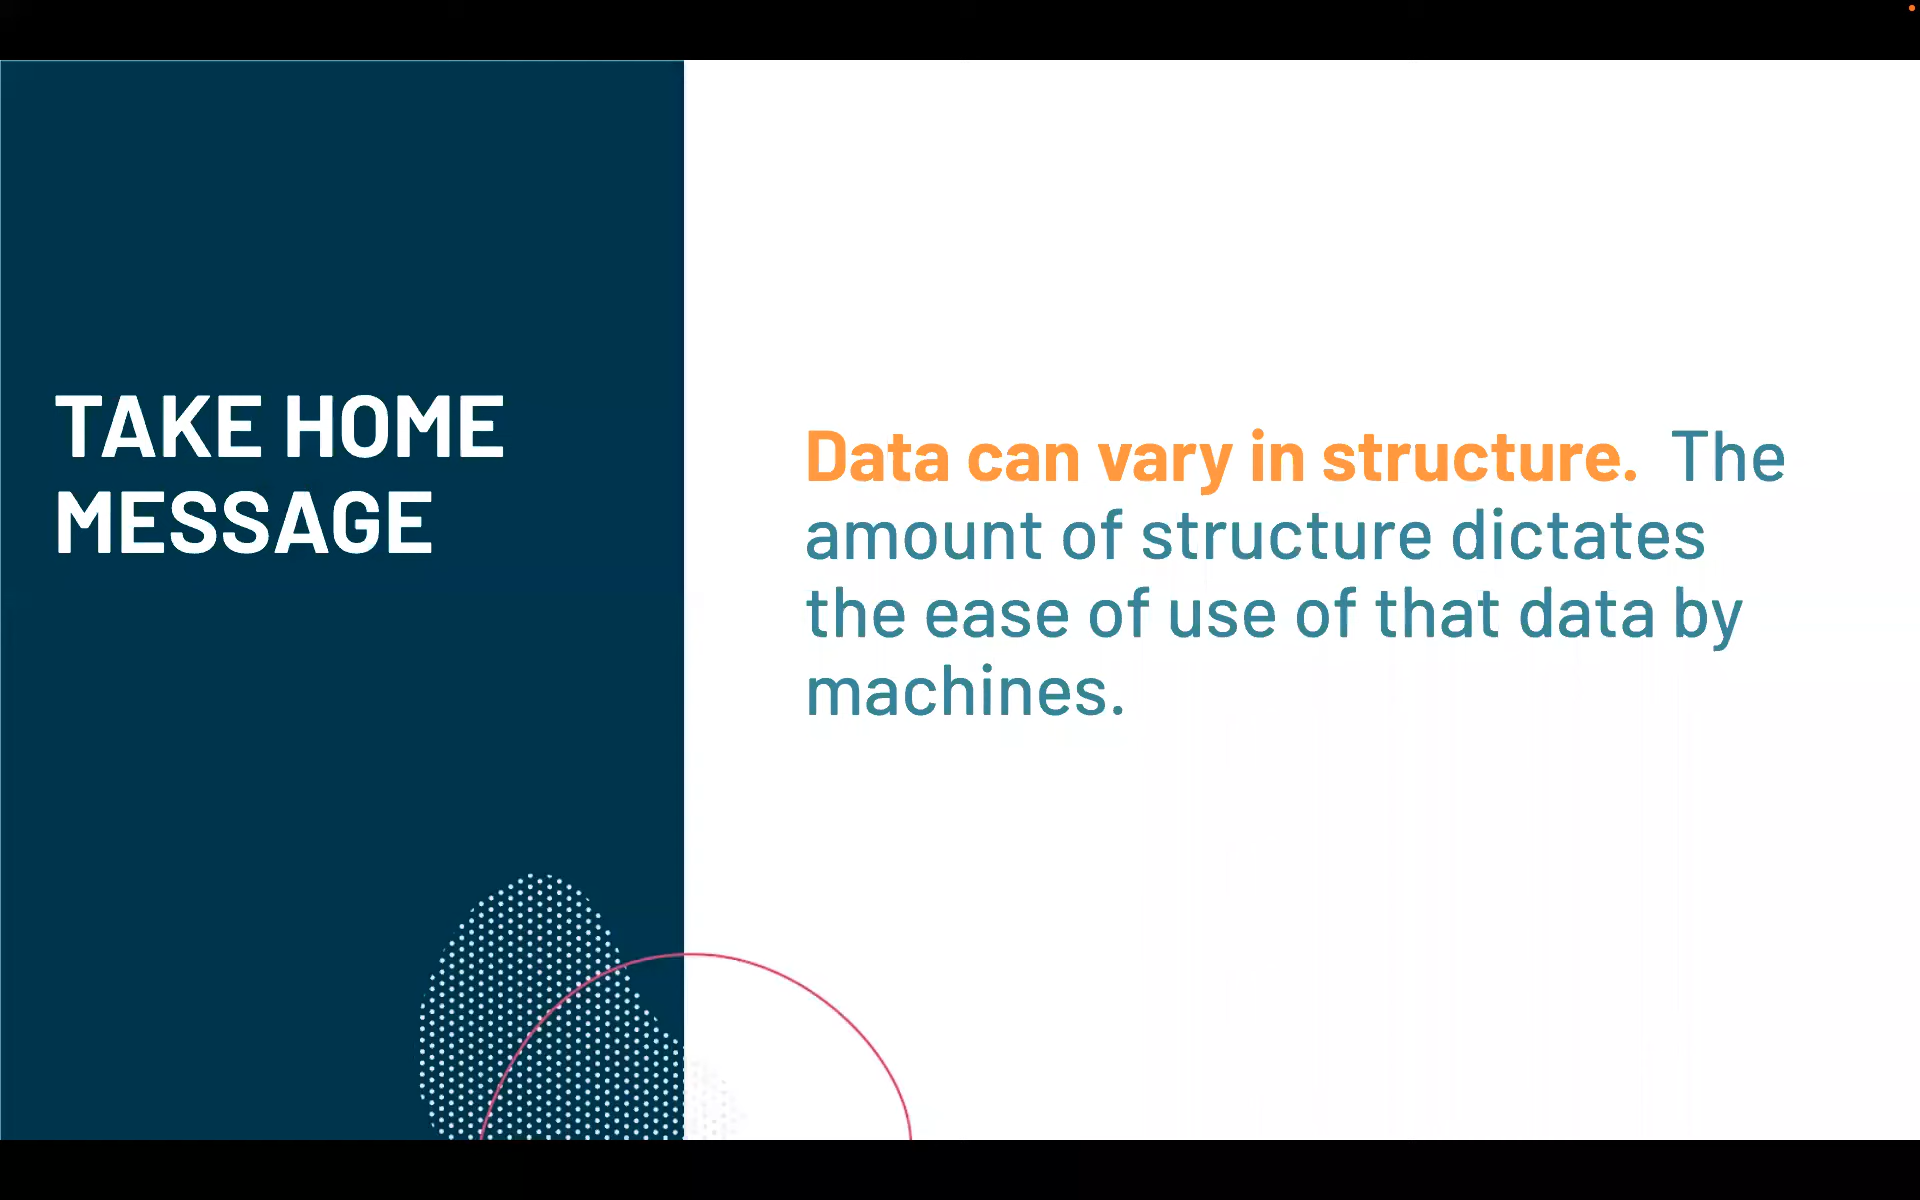 TAKE HOME
MESSAGE
Data can vary in structure. The
amount of structure dictates
the ease of use of that data by
machines.